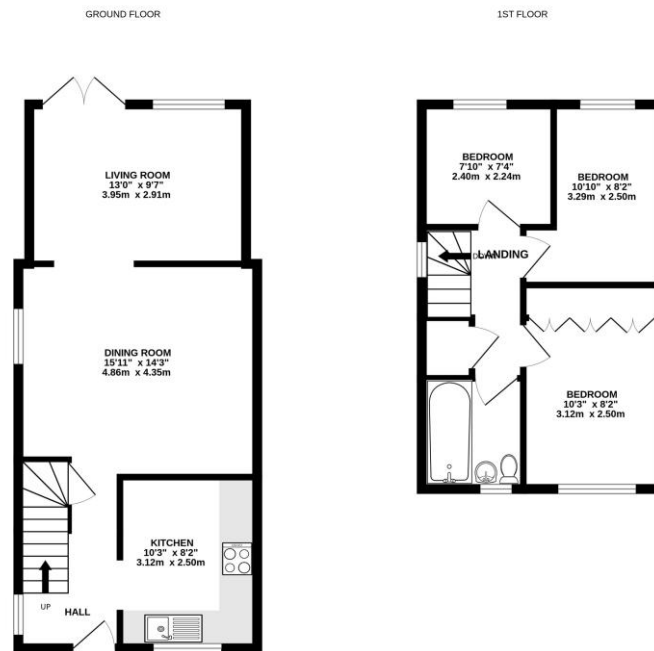 GROUND FLOOR
1ST FLOOR
LIVING ROOM
13'0" x 9'7"
3.95m x 2.91m
DINING ROOM
15'11" x 14'3"
4.86m x 4.35m
KITCHEN
10'3" x 8'2"
3.12m x 2.50m
UP
HALL
BEDROOM
7'10" x 7'4"
2.40m x 2.24m
BEDROOM
10'10" x 8'2"
3.29m x 2.50m
LANDING
BEDROOM
10'3" x 8'2"
3.12m x 2.50m